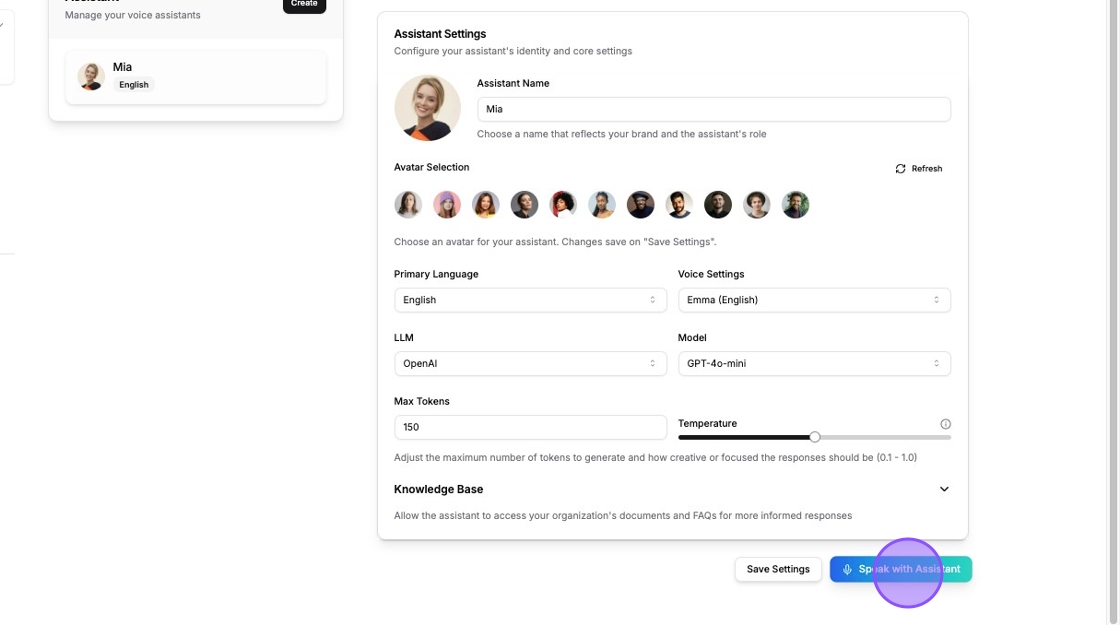 Assistant
Manage your voice assistants
Create
Mia
English
Assistant Settings
Configure your assistant's identity and core settings
Assistant Name
Mia
Choose a name that reflects your brand and the assistant's role
Avatar Selection
Refresh
Choose an avatar for your assistant. Changes save on "Save Settings".
Primary Language
Voice Settings
English
Emma (English)
LLM
Model
OpenAI
GPT-4o-mini
Max Tokens
150
Temperature
Adjust the maximum number of tokens to generate and how creative or focused the responses should be (0.1 - 1.0)
Knowledge Base
Allow the assistant to access your organization's documents and FAQs for more informed responses
Save Settings
Speak with Assistant